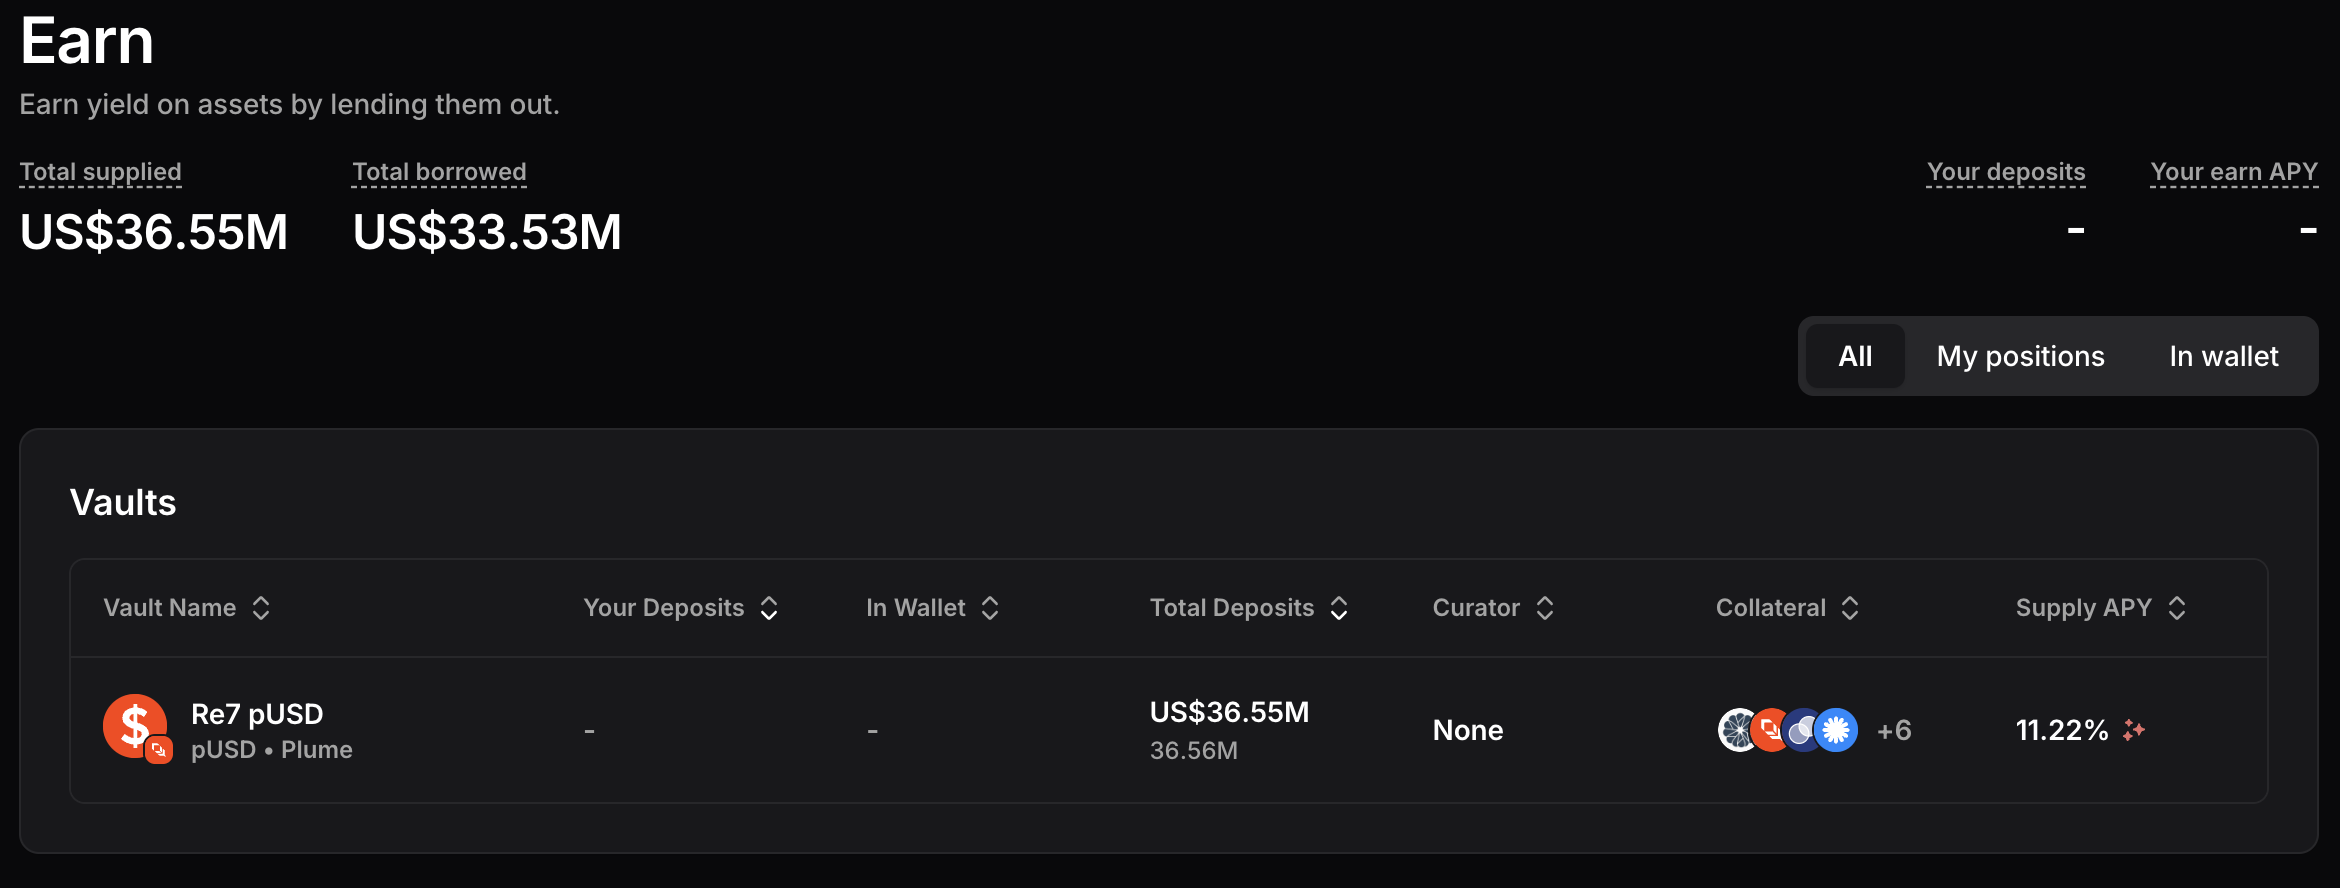 Earn
Earn yield on assets by lending them out.
Total supplied
US$36.55M
Total borrowed
US$33.53M
Your deposits
-
Your earn APY
-
All
My positions
In wallet
Vaults
Vault Name
Your Deposits
In Wallet
Total Deposits
Curator
Collateral
Supply APY
$
Re7 pUSD
pUSD • Plume
-
-
US$36.55M
36.56M
None
+6
11.22%